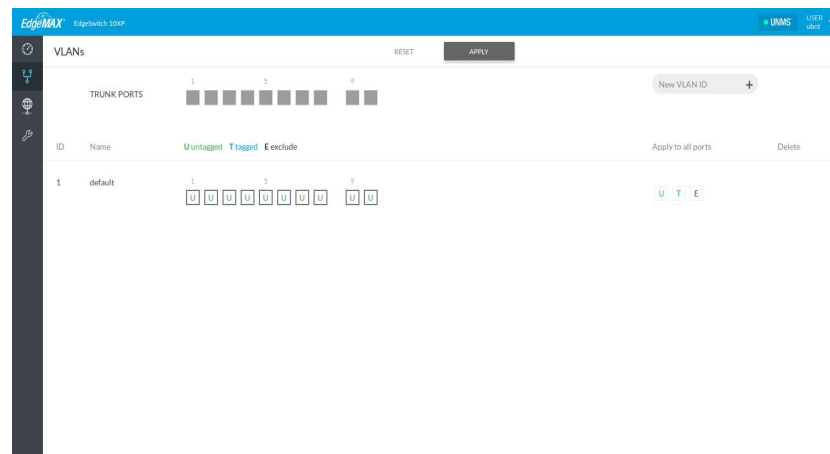 EdgeMAX EdgeSwitch 10XP UNMS USER
ubnt
VLANs RESET APPLY
1 5 9
TRUNK PORTS
New VLAN ID +
ID Name U untagged T tagged E exclude Apply to all ports Delete
1 default 1 5 9
U U U U U U U U U U
U T E